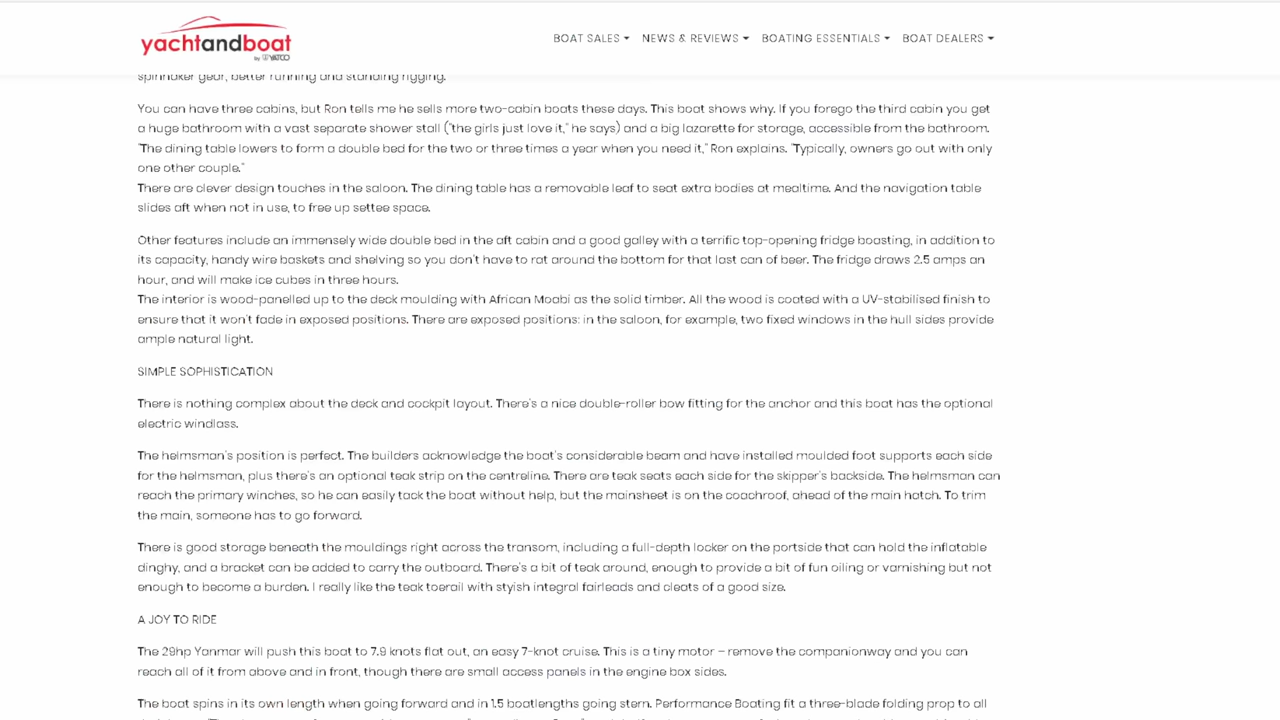 yachtandboat
by YATCO
BOAT SALES NEWS & REVIEWS BOATING ESSENTIALS BOAT DEALERS
spinnaker gear, better running and standing rigging.
You can have three cabins, but Ron tells me he sells more two-cabin boats these days. This boat shows why. If you forego the third cabin you get
a huge bathroom with a vast separate shower stall ("the girls just love it," he says) and a big lazarette for storage, accessible from the bathroom.
"The dining table lowers to form a double bed for the two or three times a year when you need it," Ron explains. "Typically, owners go out with only
one other couple."
There are clever design touches in the saloon. The dining table has a removable leaf to seat extra bodies at mealtime. And the navigation table
slides aft when not in use, to free up settee space.
Other features include an immensely wide double bed in the aft cabin and a good galley with a terrific top-opening fridge boasting, in addition to
its capacity, handy wire baskets and shelving so you don't have to rat around the bottom for that last can of beer. The fridge draws 2.5 amps an
hour, and will make ice cubes in three hours.
The interior is wood-panelled up to the deck moulding with African Moabi as the solid timber. All the wood is coated with a UV-stabilised finish to
ensure that it won't fade in exposed positions. There are exposed positions: in the saloon, for example, two fixed windows in the hull sides provide
ample natural light.
SIMPLE SOPHISTICATION
There is nothing complex about the deck and cockpit layout. There's a nice double-roller bow fitting for the anchor and this boat has the optional
electric windlass.
The helmsman's position is perfect. The builders acknowledge the boat's considerable beam and have installed moulded foot supports each side
for the helmsman, plus there's an optional teak strip on the centreline. There are teak seats each side for the skipper's backside. The helmsman can
reach the primary winches, so he can easily tack the boat without help, but the mainsheet is on the coachroof, ahead of the main hatch. To trim
the main, someone has to go forward.
There is good storage beneath the mouldings right across the transom, including a full-depth locker on the portside that can hold the inflatable
dinghy, and a bracket can be added to carry the outboard. There's a bit of teak around, enough to provide a bit of fun oiling or varnishing but not
enough to become a burden. I really like the teak toerail with styish integral fairleads and cleats of a good size.
A JOY TO RIDE
The 29hp Yanmar will push this boat to 7.9 knots flat out, an easy 7-knot cruise. This is a tiny motor – remove the companionway and you can
reach all of it from above and in front, though there are small access panels in the engine box sides.
The boat spins in its own length when going forward and in 1.5 boatlengths going stern. Performance Boating fit a three-blade folding prop to all